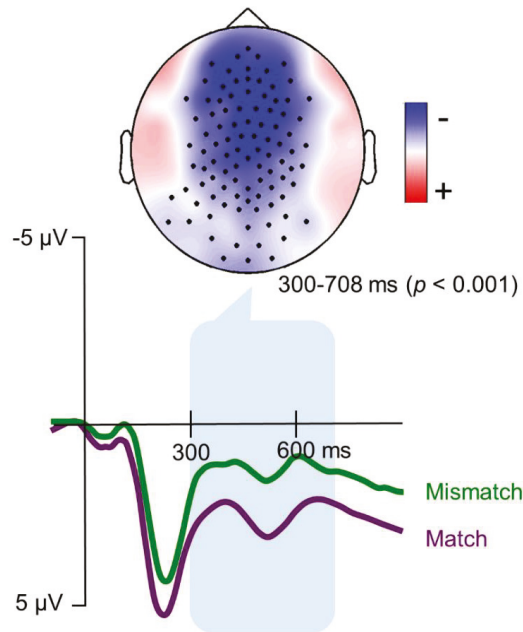 -
+
-5 µV
300-708 ms (p < 0.001)
300
600 ms
Mismatch
Match
5 µV